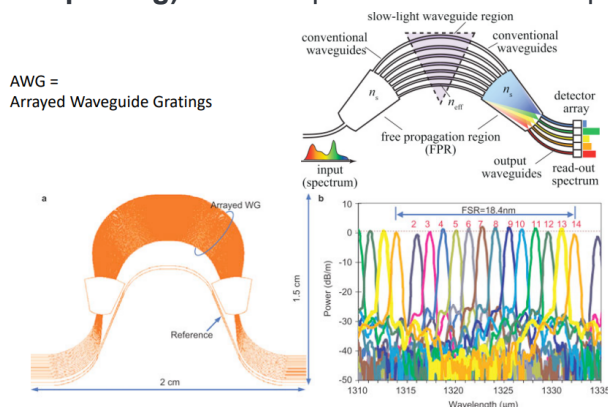 AWG =
Arrayed Waveguide Gratings
slow-light waveguide region
conventional
waveguides
conventional
waveguides
n_s
n_eff
n_s
detector
array
free propagation region
(FPR)
input
(spectrum)
output
waveguides
read-out
spectrum
a
Arrayed WG
Reference
1.5 cm
2 cm
b
FSR=18.4nm
2 3 4 5 6 7 8 9 10 11 12 13 14
Power (dB/m)
10
0
-10
-20
-30
-40
-50
1310 1315 1320 1325 1330 1335
Wavelength (μm)